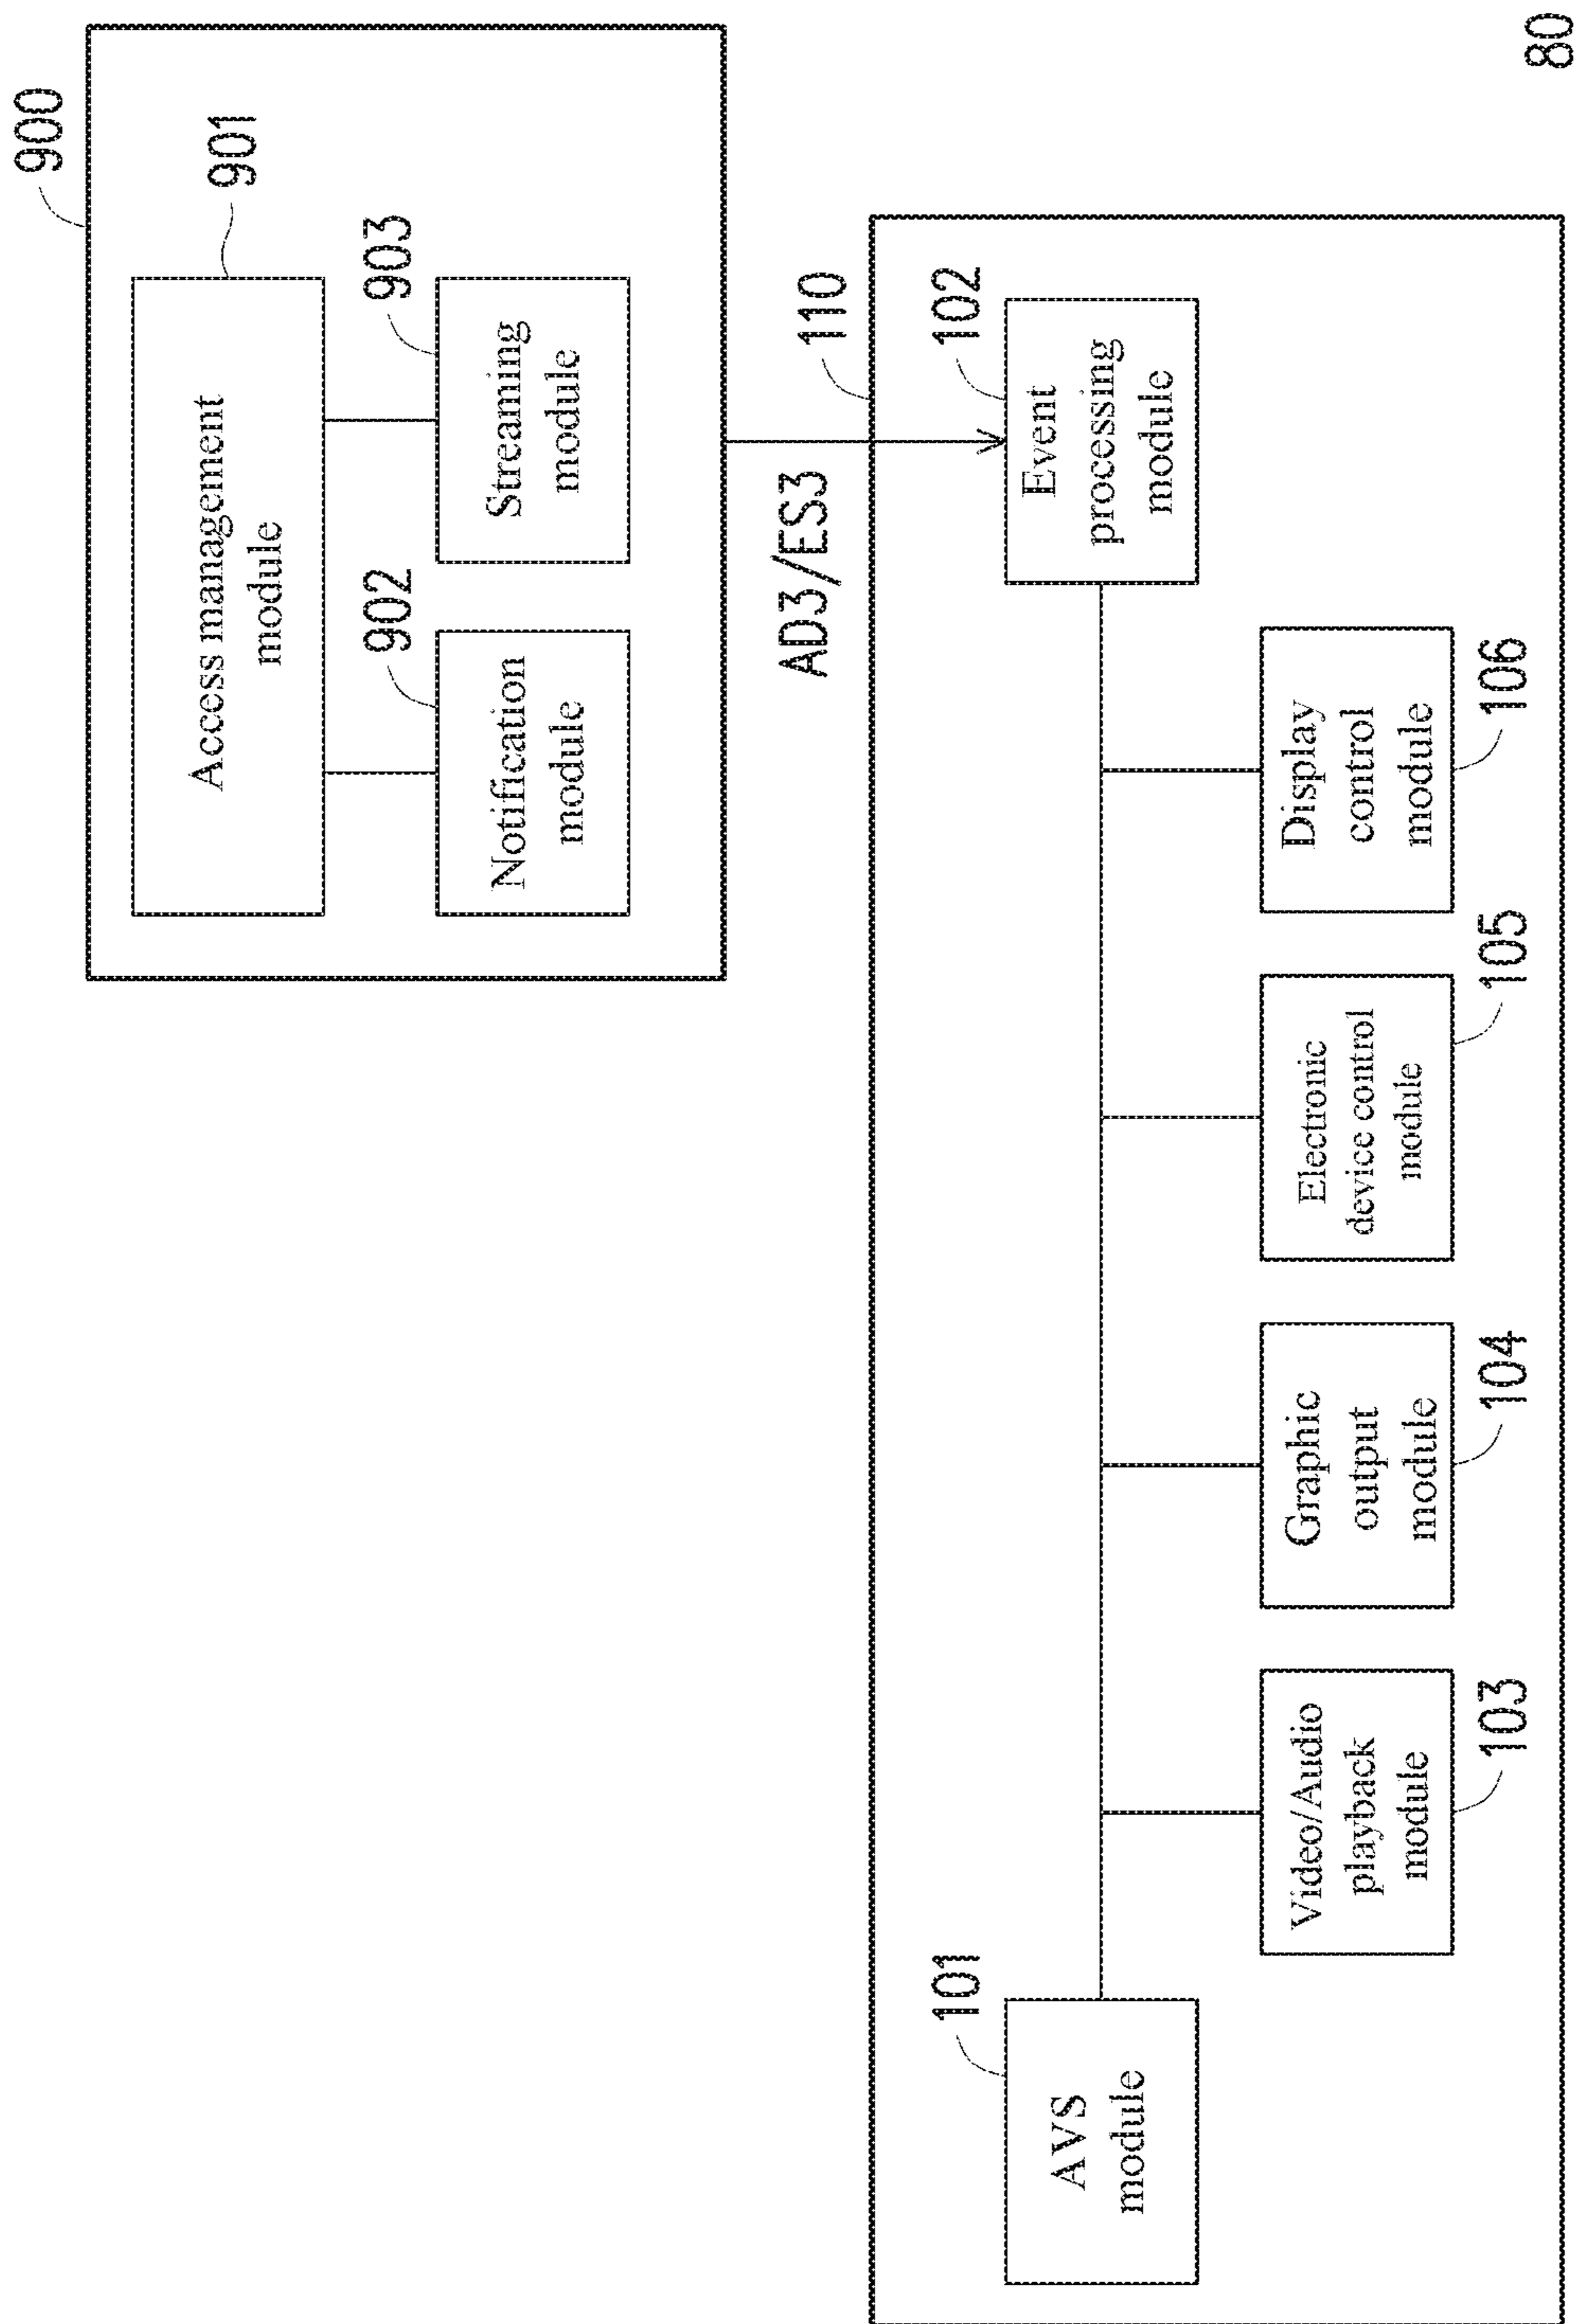 900
901
Access management
module
902
903
Notification
module
Streaming
module
AD3/ES3
110
101
102
AVS
module
Event
processing
module
Video/Audio
playback
module
Graphic
output
module
Electronic
device control
module
Display
control
module
103
104
105
106
80